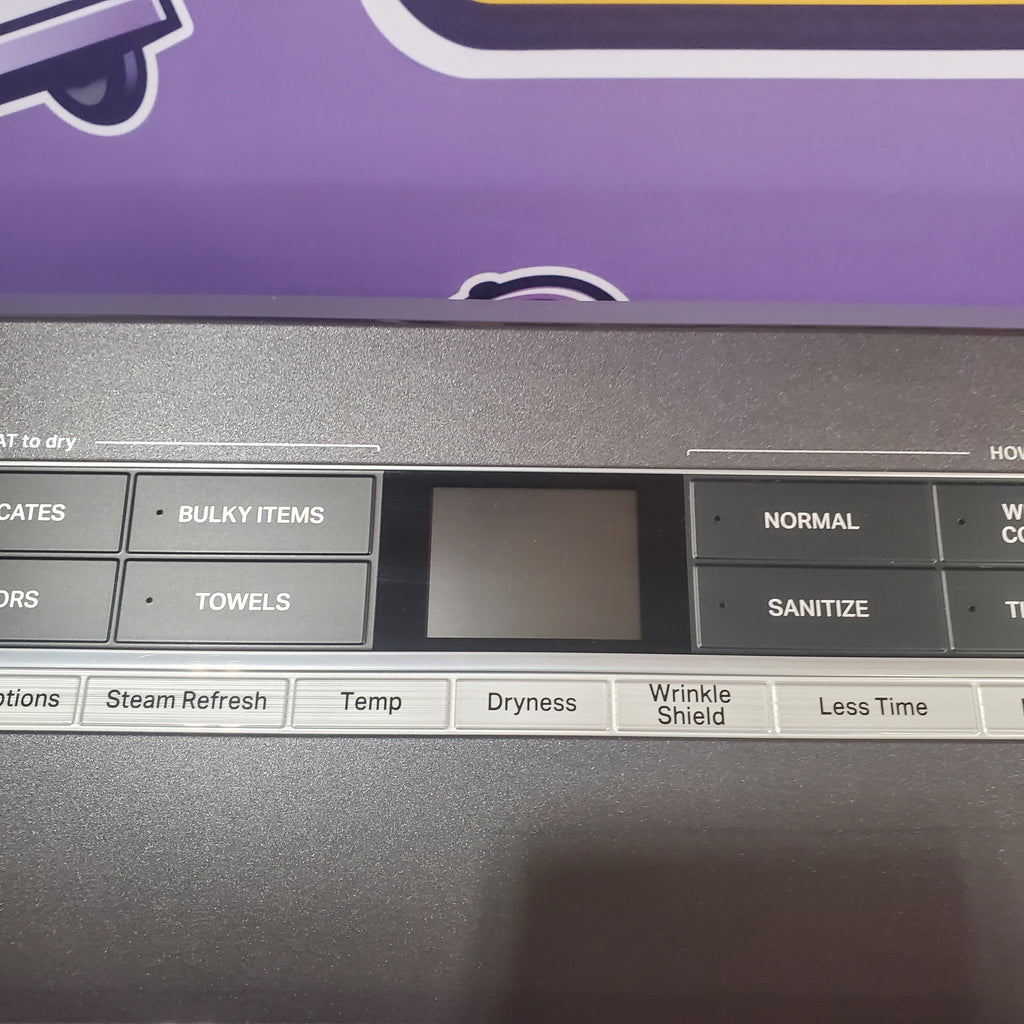 AT to dry
HOW
CATES
BULKY ITEMS
NORMAL
W
CO
ORS
TOWELS
SANITIZE
ptions
Steam Refresh
Temp
Dryness
Wrinkle
Shield
Less Time